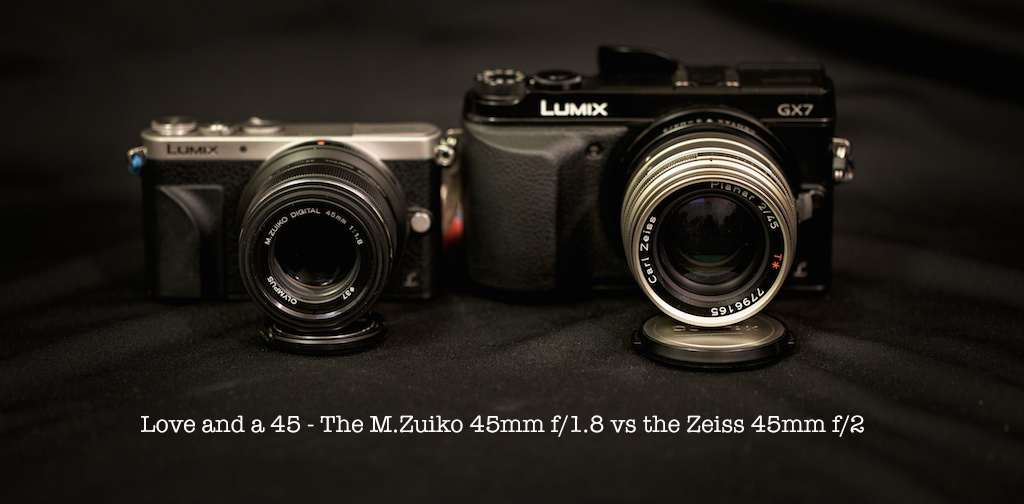 LUMIX
M.ZUIKO DIGITAL 45mm 1:1.8
OLYMPUS
ø37
LUMIX
GX7
Carl Zeiss
Planar 2/45
T*
7796165
L
L
Love and a 45 - The M.Zuiko 45mm f/1.8 vs the Zeiss 45mm f/2